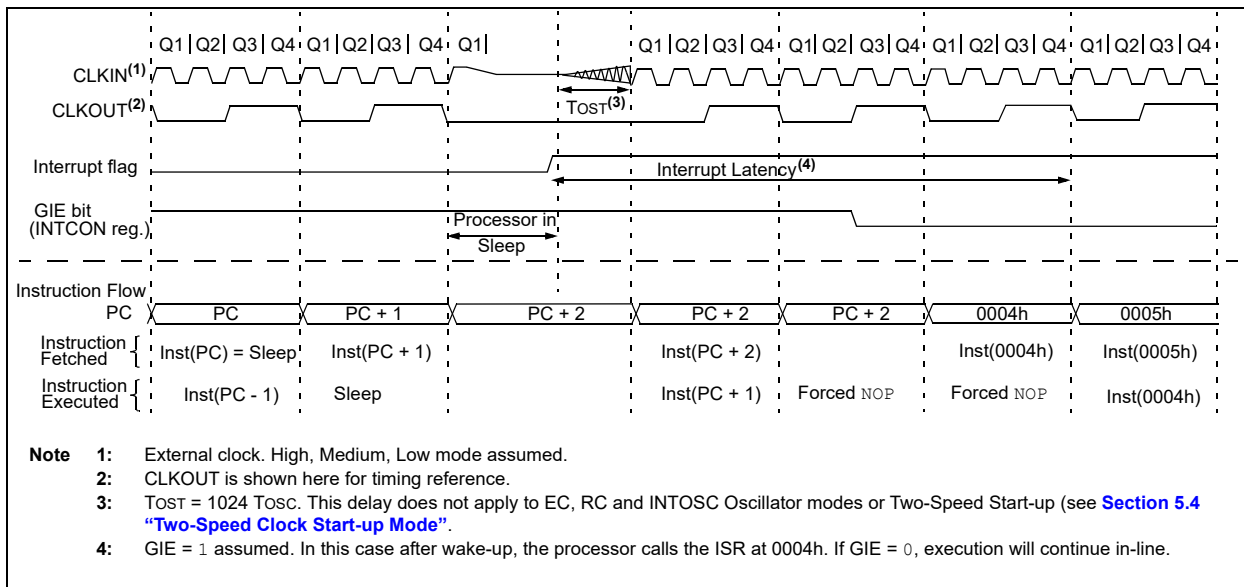 Q1 Q2 Q3 Q4 Q1 Q2 Q3 Q4 Q1 Q1 Q2 Q3 Q4 Q1 Q2 Q3 Q4 Q1 Q2 Q3 Q4 Q1 Q2 Q3 Q4
CLKIN(1)
CLKOUT(2) TOST(3)
Interrupt flag Interrupt Latency(4)
GIE bit
(INTCON reg.) Processor in
Sleep
Instruction Flow
PC PC PC + 1 PC + 2 PC + 2 PC + 2 0004h 0005h
Instruction
Fetched { Inst(PC) = Sleep Inst(PC + 1) Inst(PC + 2) Inst(0004h) Inst(0005h)
Instruction
Executed { Inst(PC - 1) Sleep Inst(PC + 1) Forced NOP Forced NOP Inst(0004h)
Note 1: External clock. High, Medium, Low mode assumed.
2: CLKOUT is shown here for timing reference.
3: TOST = 1024 TOSC. This delay does not apply to EC, RC and INTOSC Oscillator modes or Two-Speed Start-up (see Section 5.4
“Two-Speed Clock Start-up Mode”.
4: GIE = 1 assumed. In this case after wake-up, the processor calls the ISR at 0004h. If GIE = 0, execution will continue in-line.